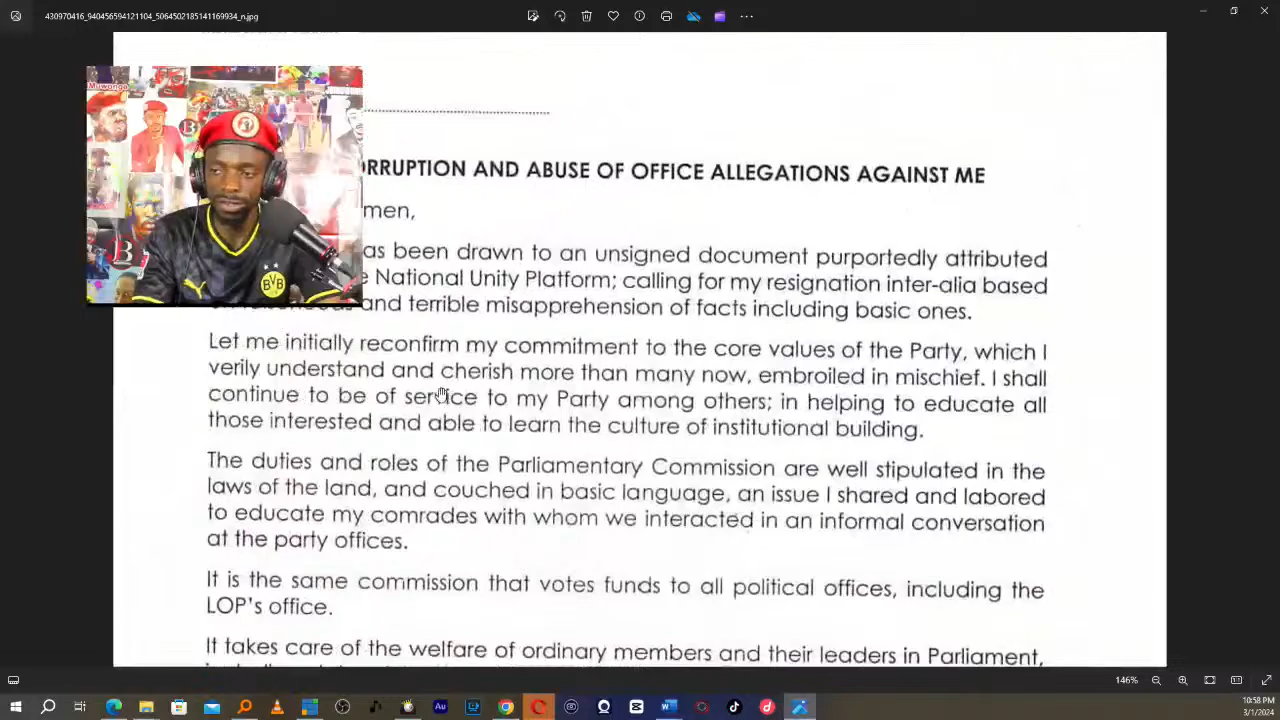 430970416_940456594121104_5064502185141169934_n.jpg
Muwanga
BVB
RRUPTION AND ABUSE OF OFFICE ALLEGATIONS AGAINST ME
men,
as been drawn to an unsigned document purportedly attributed
National Unity Platform; calling for my resignation inter-alia based
and terrible misapprehension of facts including basic ones.
Let me initially reconfirm my commitment to the core values of the Party, which I
verily understand and cherish more than many now, embroiled in mischief. I shall
continue to be of service to my Party among others; in helping to educate all
those interested and able to learn the culture of institutional building.
The duties and roles of the Parliamentary Commission are well stipulated in the
laws of the land, and couched in basic language, an issue I shared and labored
to educate my comrades with whom we interacted in an informal conversation
at the party offices.
It is the same commission that votes funds to all political offices, including the
LOP's office.
It takes care of the welfare of ordinary members and their leaders in Parliament,
146%
10:58 PM
3/1/2024